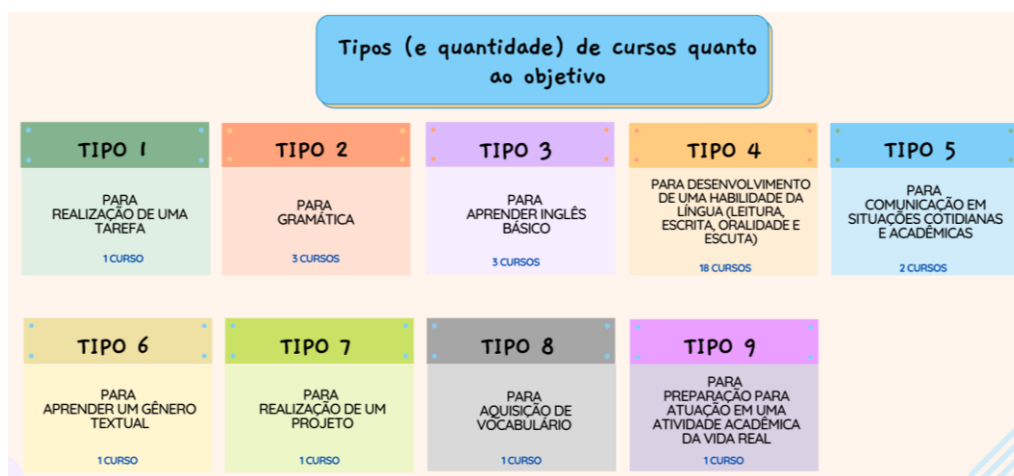 Tipos (e quantidade) de cursos quanto
ao objetivo
TIPO 1
PARA
REALIZAÇÃO DE UMA
TAREFA
1 CURSO
TIPO 2
PARA
GRAMÁTICA
3 CURSOS
TIPO 3
PARA
APRENDER INGLÊS
BÁSICO
3 CURSOS
TIPO 4
PARA DESENVOLVIMENTO
DE UMA HABILIDADE DA
LÍNGUA (LEITURA,
ESCRITA, ORALIDADE E
ESCUTA)
18 CURSOS
TIPO 5
PARA
COMUNICAÇÃO EM
SITUAÇÕES COTIDIANAS
E ACADÊMICAS
2 CURSOS
TIPO 6
PARA
APRENDER UM GÊNERO
TEXTUAL
1 CURSO
TIPO 7
PARA
REALIZAÇÃO DE UM
PROJETO
1 CURSO
TIPO 8
PARA
AQUISIÇÃO DE
VOCABULÁRIO
1 CURSO
TIPO 9
PARA
PREPARAÇÃO PARA
ATUAÇÃO EM UMA
ATIVIDADE ACADÊMICA
DA VIDA REAL
1 CURSO